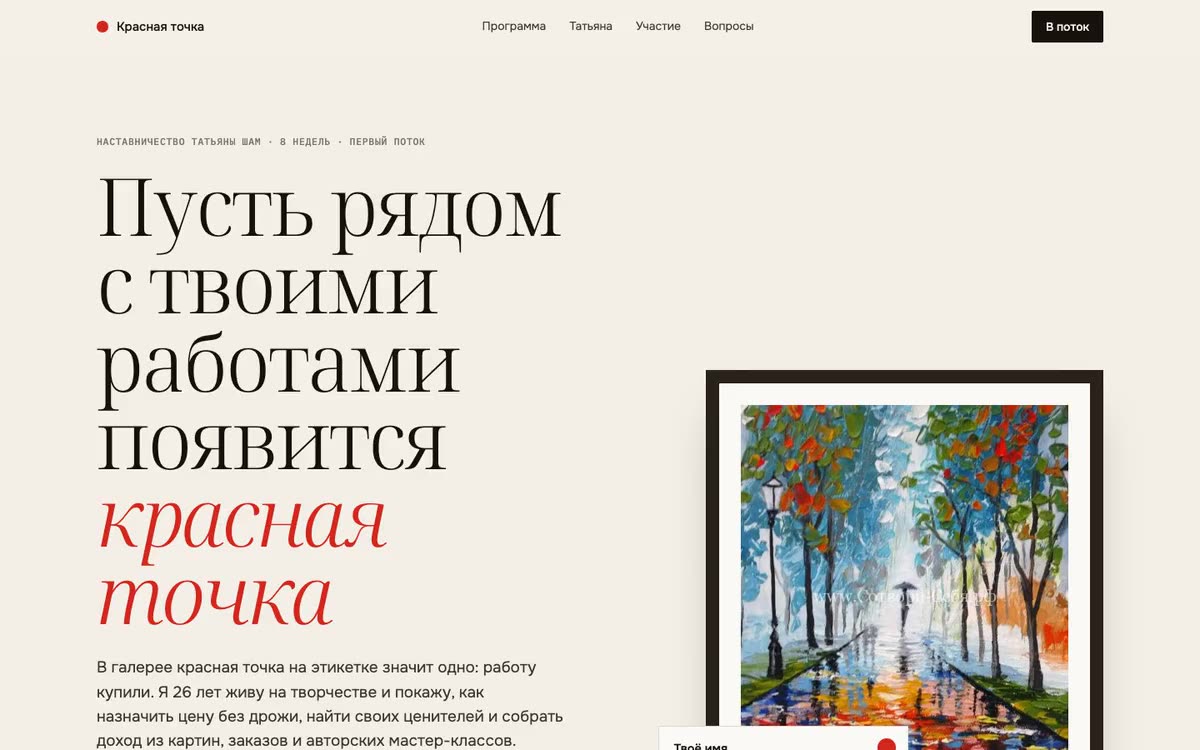 Красная точка
Программа
Татьяна
Участие
Вопросы
В поток
НАСТАВНИЧЕСТВО ТАТЬЯНЫ ШАМ · 8 НЕДЕЛЬ · ПЕРВЫЙ ПОТОК
Пусть рядом
с твоими
работами
появится
красная
точка
В галерее красная точка на этикетке значит одно: работу
купили. Я 26 лет живу на творчестве и покажу, как
назначить цену без дрожи, найти своих ценителей и собрать
доход из картин, заказов и авторских мастер-классов.
Твоё имя